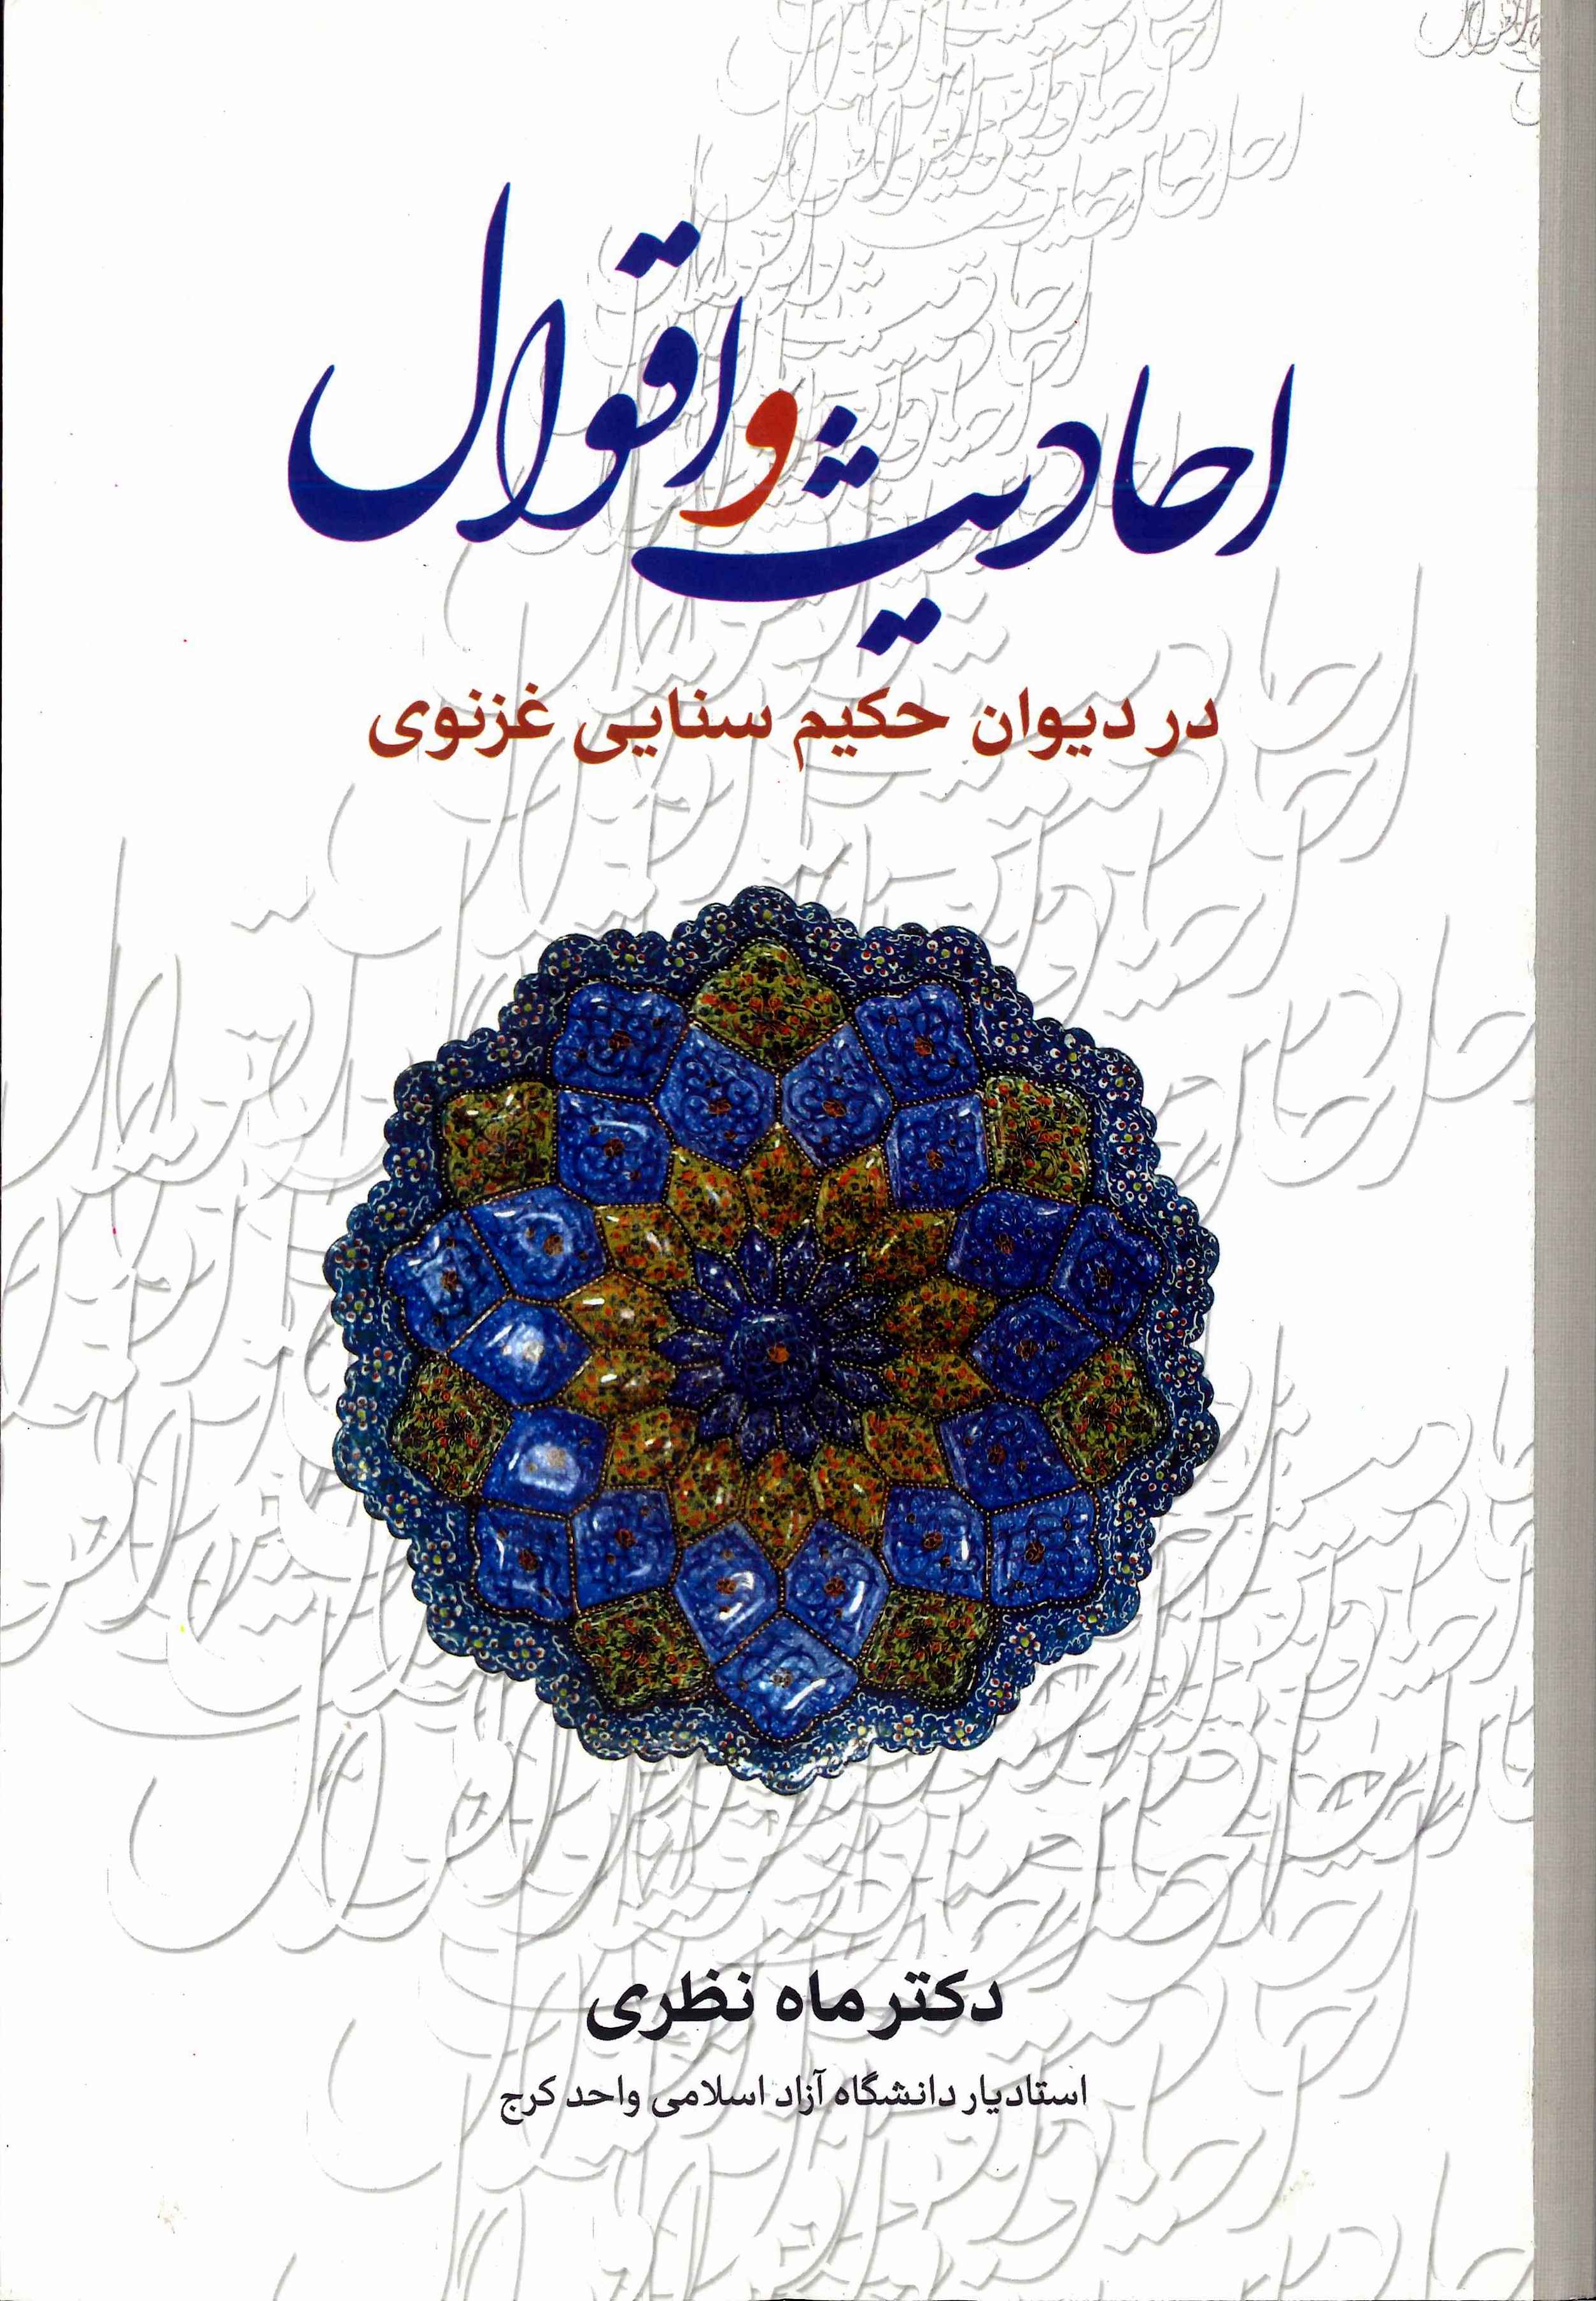 احادیث و اقوال
در دیوان حکیم سنایی غزنوی
دکتر ماه نظری
استادیار دانشگاه آزاد اسلامی واحد کرج